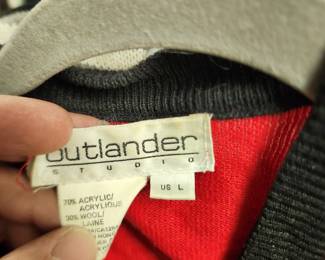 outlander
STUDIO
US L
70% ACRYLIC/
ACRYLIQUE
30% WOOL/
LAINE